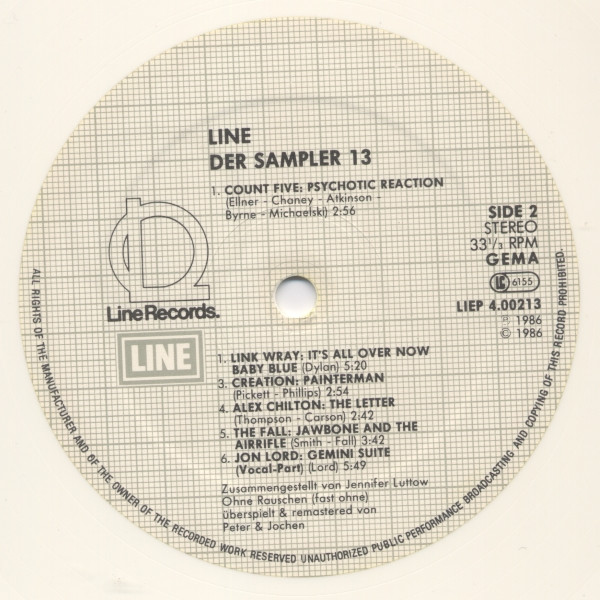 LINE
DER SAMPLER 13
1. COUNT FIVE: PSYCHOTIC REACTION
(Ellner - Chaney - Atkinson -
Byrne - Michaelski) 2:56
SIDE 2
STEREO
33 1/3 RPM
GEMA
LC 6155
LIEP 4.00213
℗ 1986
© 1986
Line Records.
LINE
1. LINK WRAY: IT'S ALL OVER NOW
BABY BLUE (Dylan) 5:20
3. CREATION: PAINTERMAN
(Pickett - Phillips) 2:54
4. ALEX CHILTON: THE LETTER
(Thompson - Carson) 2:42
5. THE FALL: JAWBONE AND THE
AIRRIFLE (Smith - Fall) 3:42
6. JON LORD: GEMINI SUITE
(Vocal-Part) (Lord) 5:49
Zusammengestellt von Jennifer Luttow
Ohne Rauschen (fast ohne)
überspielt & remastered von
Peter & Jochen
ALL RIGHTS OF THE MANUFACTURER AND OF THE OWNER OF THE RECORDED WORK RESERVED UNAUTHORIZED PUBLIC PERFORMANCE BROADCASTING AND COPYING OF THIS RECORD PROHIBITED.